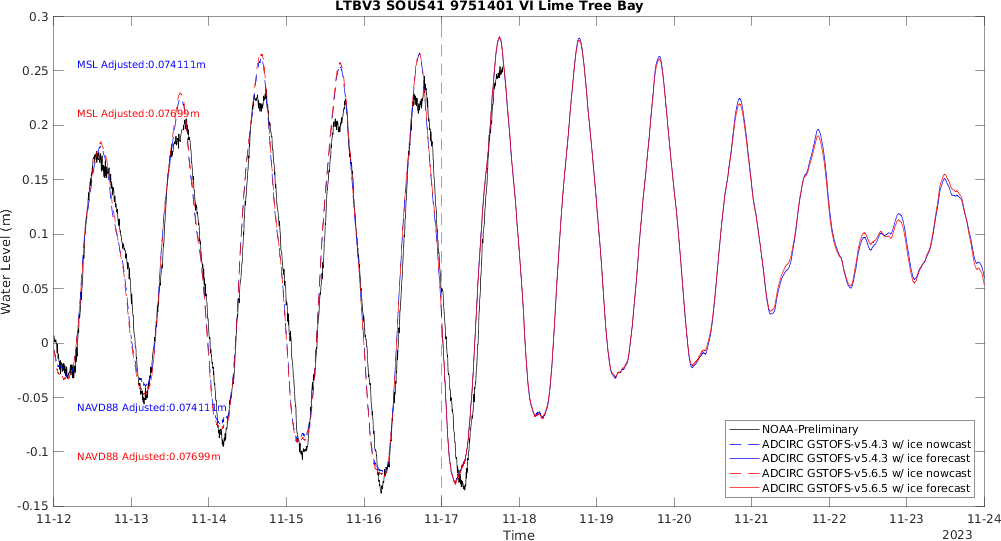 LTBV3 SOUS41 9751401 VI Lime Tree Bay
0.3
0.25
0.2
0.15
0.1
0.05
0
-0.05
-0.1
-0.15
Water Level (m)
MSL Adjusted:0.074111m
MSL Adjusted:0.07699m
NAVD88 Adjusted:0.074111m
NAVD88 Adjusted:0.07699m
NOAA-Preliminary
ADCIRC GSTOFS-v5.4.3 w/ ice nowcast
ADCIRC GSTOFS-v5.4.3 w/ ice forecast
ADCIRC GSTOFS-v5.6.5 w/ ice nowcast
ADCIRC GSTOFS-v5.6.5 w/ ice forecast
11-12 11-13 11-14 11-15 11-16 11-17 11-18 11-19 11-20 11-21 11-22 11-23 11-24
Time
2023